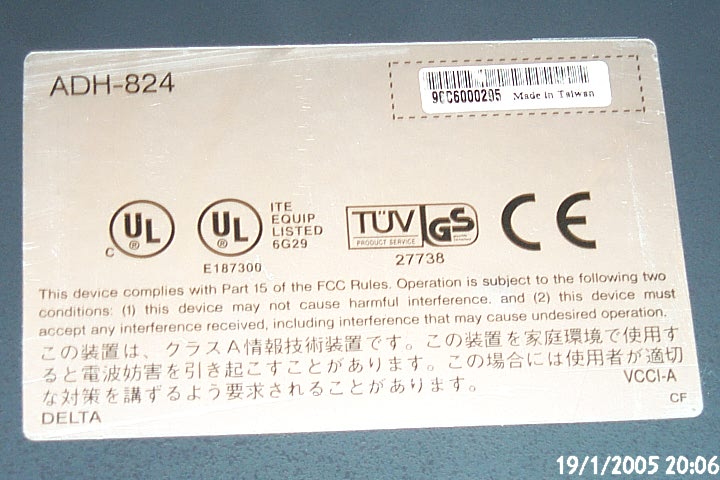 ADH-824
9CC6000295 Made in Taiwan
c UL ® UL ® ITE
EQUIP
LISTED
6G29
E187300
TÜV GS
PRODUCT SERVICE
27738
CE
This device complies with Part 15 of the FCC Rules. Operation is subject to the following two
conditions: (1) this device may not cause harmful interference. and (2) this device must
accept any interference received, including interference that may cause undesired operation.
この装置は、クラスA情報技術装置です。この装置を家庭環境で使用す
ると電波妨害を引き起こすことがあります。この場合には使用者が適切
な対策を講ずるよう要求されることがあります。
VCCI-A
DELTA
CF
19/1/2005 20:06